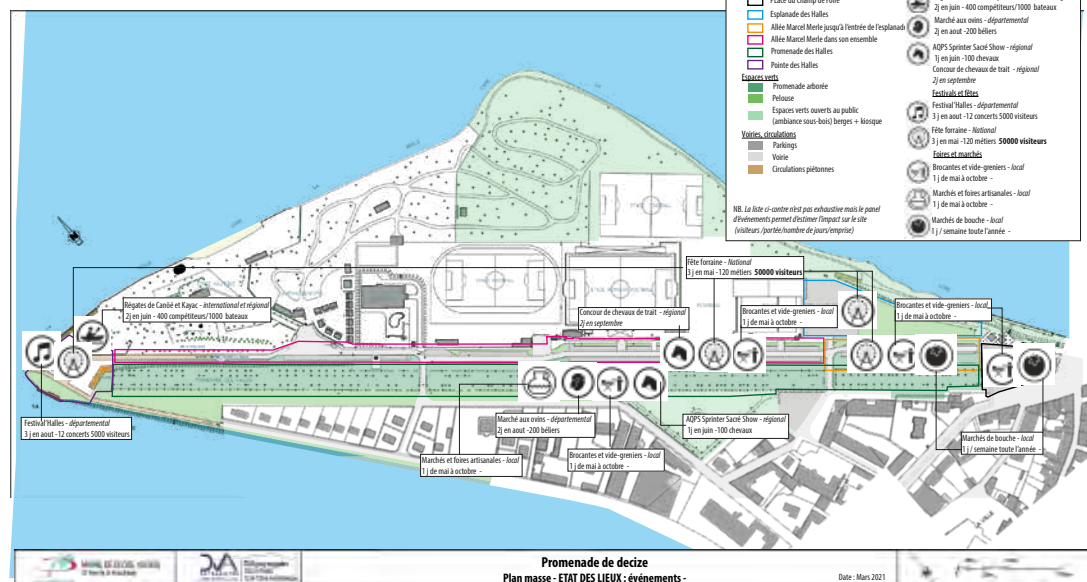 Place du Champ de Foire
Esplanade des Halles
Allée Marcel Merle jusqu'à l'entrée de l'esplanade
Allée Marcel Merle dans son ensemble
Promenade des Halles
Pointe des Halles
Espaces verts
Promenade arborée
Pelouse
Espaces verts ouverts au public
(ambiance sous-bois) berges + kiosque
Voiries, circulations
Parkings
Voirie
Circulations piétonnes
NB. La liste ci-contre n'est pas exhaustive mais le panel
d'événements permet d'estimer l'impact sur le site
(visiteurs /portée/nombre de jours/emprise)
2j en juin - 400 compétiteurs/1000 bateaux
Marché aux ovins - départemental
2j en aout -200 béliers
AQPS Sprinter Sacré Show - régional
1j en juin -100 chevaux
Concour de chevaux de trait - régional
2j en septembre
Festivals et fêtes
Festival'Halles - départemental
3 j en aout -12 concerts 5000 visiteurs
Fête forraine - National
3 j en mai -120 métiers 50000 visiteurs
Foires et marchés
Brocantes et vide-greniers - local
1 j de mai à octobre -
Marchés et foires artisanales - local
1 j de mai à octobre -
Marchés de bouche - local
1 j / semaine toute l'année -
Fête forraine - National
3 j en mai -120 métiers 50000 visiteurs
Régates de Canöé et Kayac - international et régional
2j en juin - 400 compétiteurs/1000 bateaux
Concour de chevaux de trait - régional
2j en septembre
Brocantes et vide-greniers - local
1 j de mai à octobre -
Brocantes et vide-greniers - local
1 j de mai à octobre -
Festival'Halles - départemental
3 j en aout -12 concerts 5000 visiteurs
Marché aux ovins - départemental
2j en aout -200 béliers
AQPS Sprinter Sacré Show - régional
1j en juin -100 chevaux
Marchés et foires artisanales - local
1 j de mai à octobre -
Brocantes et vide-greniers - local
1 j de mai à octobre -
Marchés de bouche - local
1 j / semaine toute l'année -
DVA
Promenade de decize
Plan masse - ETAT DES LIEUX : événements -
Date : Mars 2021